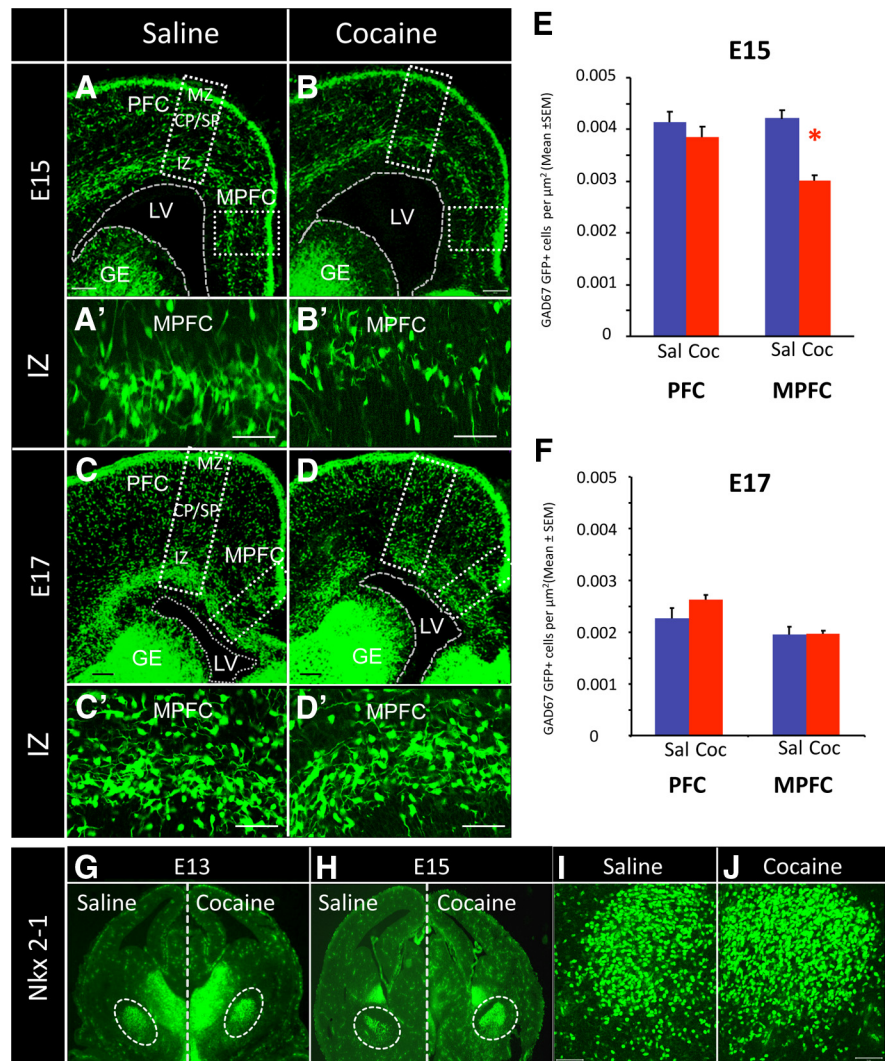 Saline Cocaine
E15
A
PFC
MZ
CP/SP
IZ
MPFC
LV
GE
B
LV
GE
IZ
A' MPFC
B' MPFC
E17
C
PFC
MZ
CP/SP
IZ
MPFC
GE
LV
D
GE
LV
IZ
C' MPFC
D' MPFC
E
E15
GAD67 GFP+ cells per µm² (Mean ±SEM)
0.005
0.004
0.003
0.002
0.001
0
*
Sal Coc Sal Coc
PFC MPFC
F
E17
GAD67 GFP+ cells per µm² (Mean ± SEM)
0.005
0.004
0.003
0.002
0.001
0
Sal Coc Sal Coc
PFC MPFC
Nkx 2-1
G E13
Saline Cocaine
H E15
Saline Cocaine
I Saline
J Cocaine